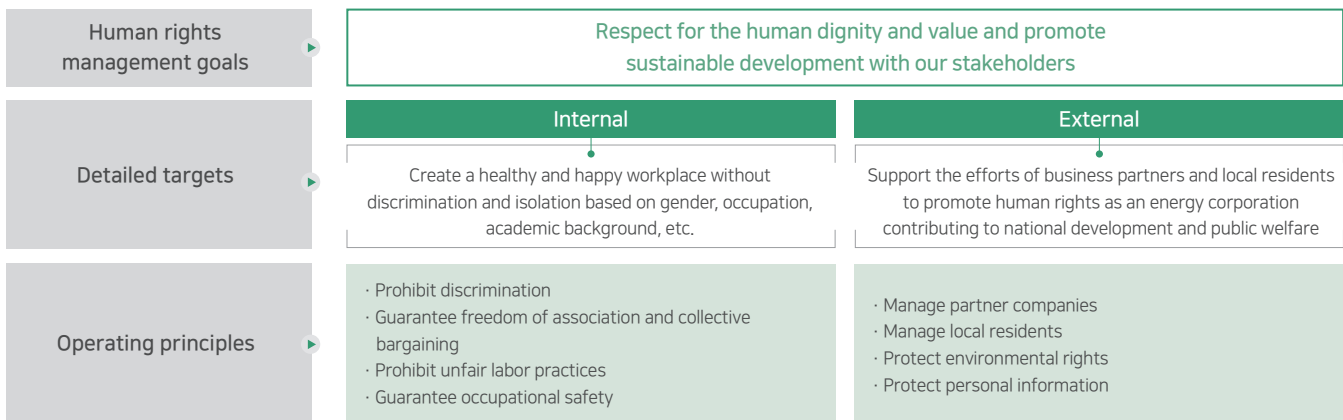 Human rights
management goals
Respect for the human dignity and value and promote
sustainable development with our stakeholders
Detailed targets
Internal
Create a healthy and happy workplace without
discrimination and isolation based on gender, occupation,
academic background, etc.
External
Support the efforts of business partners and local residents
to promote human rights as an energy corporation
contributing to national development and public welfare
Operating principles
· Prohibit discrimination
· Guarantee freedom of association and collective
bargaining
· Prohibit unfair labor practices
· Guarantee occupational safety
· Manage partner companies
· Manage local residents
· Protect environmental rights
· Protect personal information